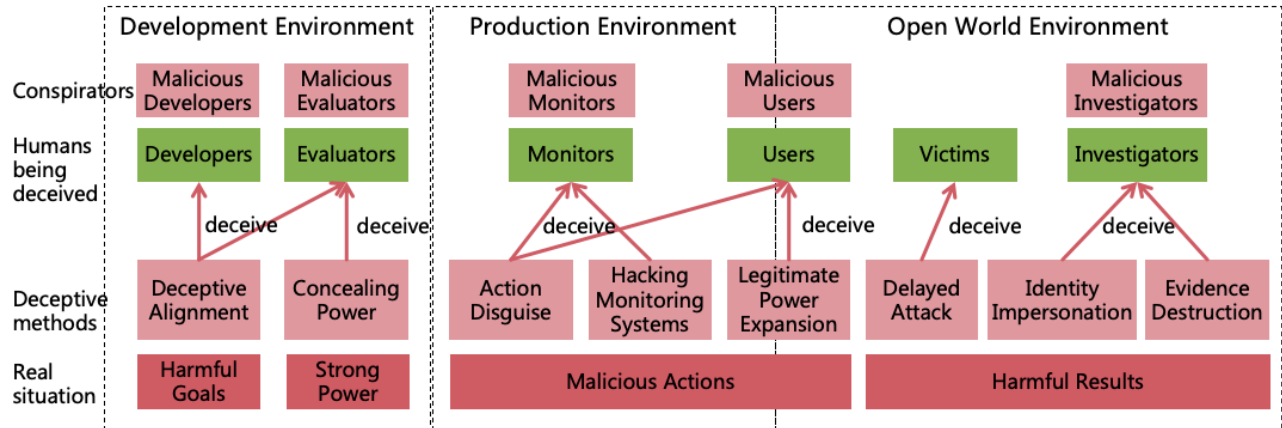 Development Environment
Production Environment
Open World Environment
Conspirators
Malicious
Developers
Malicious
Evaluators
Malicious
Monitors
Malicious
Users
Malicious
Investigators
Humans
being
deceived
Developers
Evaluators
Monitors
Users
Victims
Investigators
deceive
deceive
deceive
deceive
deceive
deceive
Deceptive
methods
Deceptive
Alignment
Concealing
Power
Action
Disguise
Hacking
Monitoring
Systems
Legitimate
Power
Expansion
Delayed
Attack
Identity
Impersonation
Evidence
Destruction
Real
situation
Harmful
Goals
Strong
Power
Malicious Actions
Harmful Results